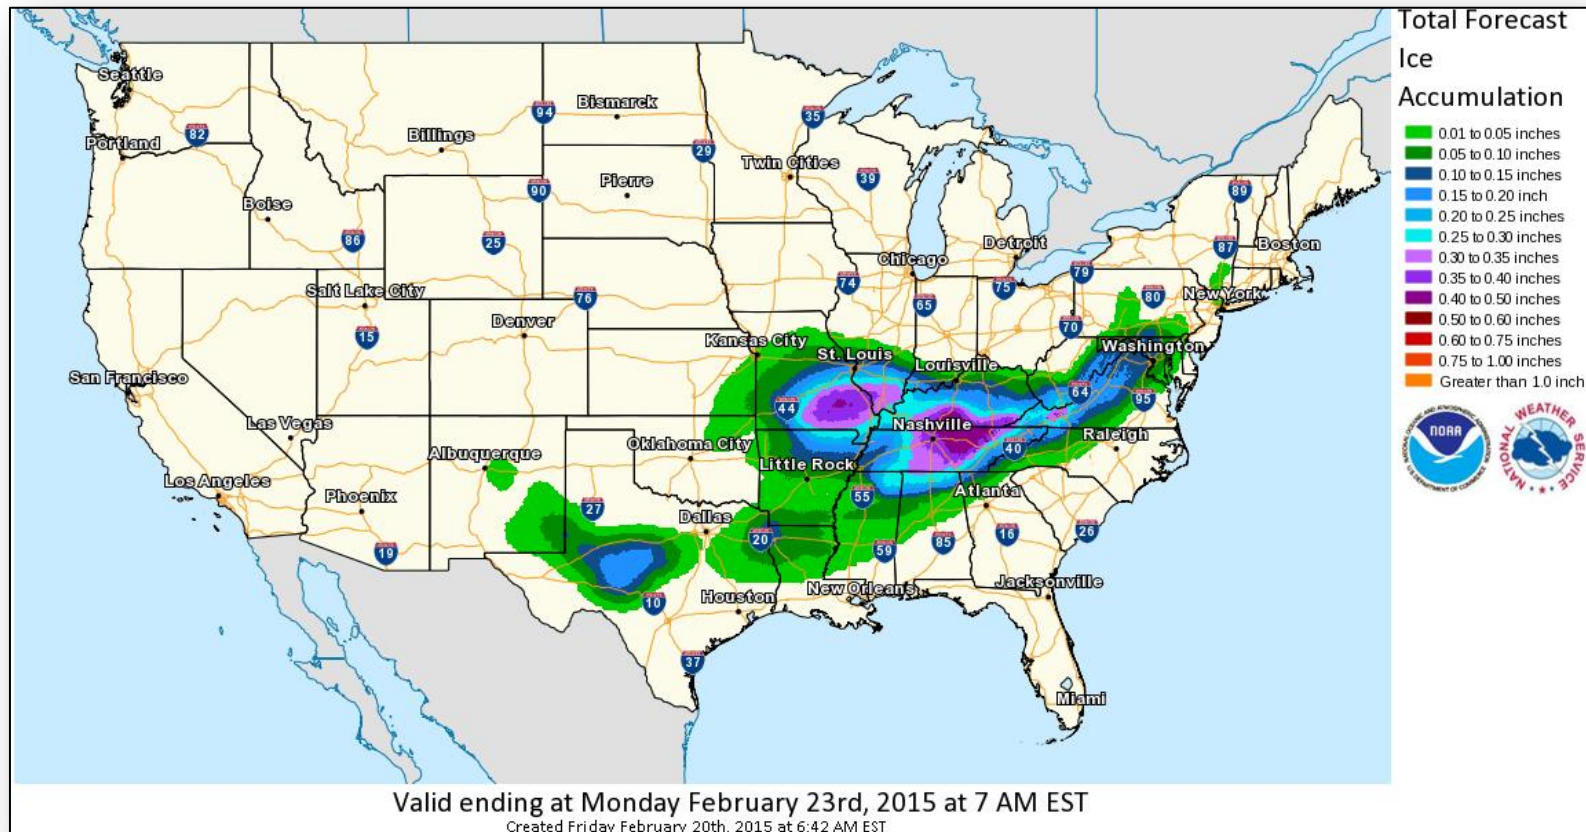 Total Forecast
Ice
Accumulation
0.01 to 0.05 inches
0.05 to 0.10 inches
0.10 to 0.15 inches
0.15 to 0.20 inch
0.20 to 0.25 inches
0.25 to 0.30 inches
0.30 to 0.35 inches
0.35 to 0.40 inches
0.40 to 0.50 inches
0.50 to 0.60 inches
0.60 to 0.75 inches
0.75 to 1.00 inches
Greater than 1.0 inch
NOAA
NATIONAL WEATHER SERVICE
Seattle
94
Bismarck
35
82
Portland
Billings
29
Twin Cities
39
90
Pierre
89
Boise
86
25
Detroit
87
Boston
Chicago
79
74
75
80
New York
Salt Lake City
76
65
15
Denver
70
Kansas City
St. Louis
Louisville
Washington
San Francisco
44
64
95
Las Vegas
Nashville
Oklahoma City
40
Raleigh
Albuquerque
Little Rock
Los Angeles
Phoenix
27
55
Atlanta
Dallas
19
20
59
85
16
26
10
Houston
New Orleans
Jacksonville
37
Miami
Valid ending at Monday February 23rd, 2015 at 7 AM EST
Created Friday February 20th, 2015 at 6:42 AM EST